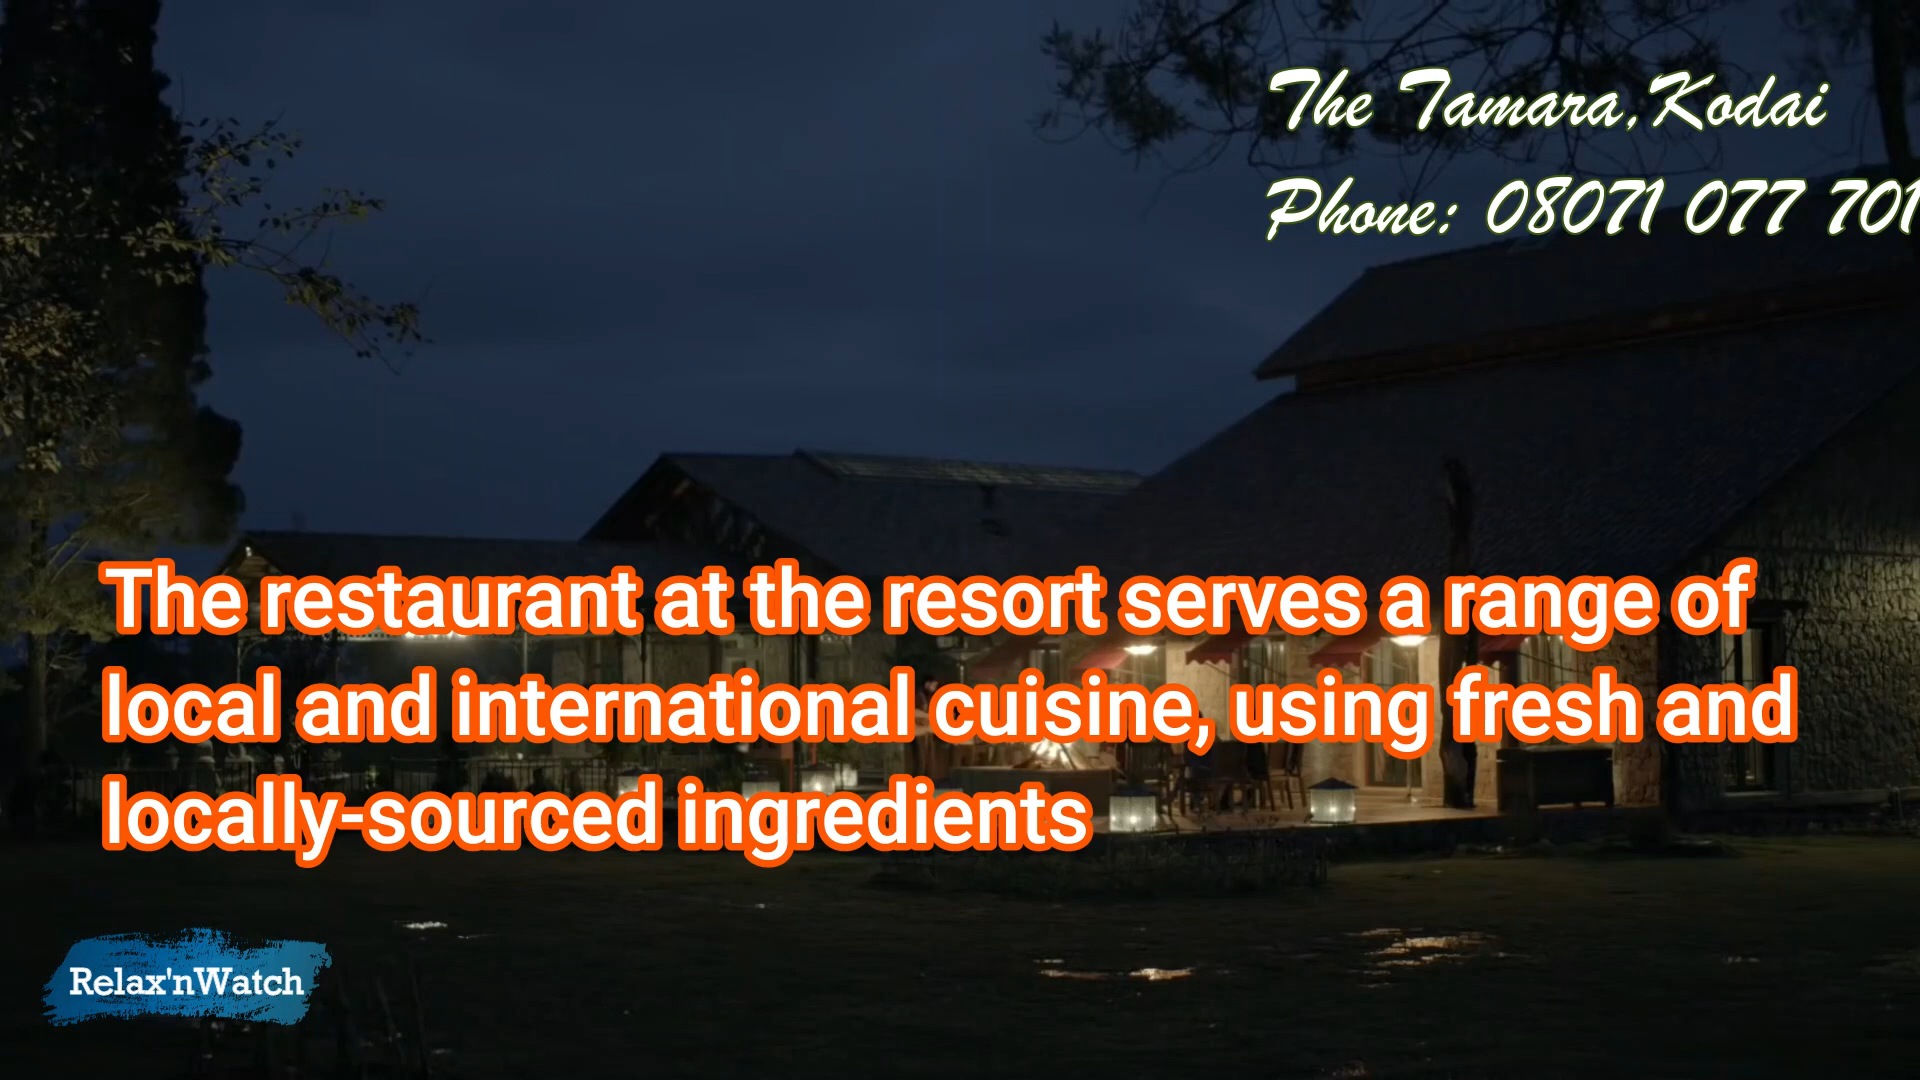 The Tamara,Kodai
Phone: 08071 077 701
The restaurant at the resort serves a range of
local and international cuisine, using fresh and
locally-sourced ingredients
Relax'nWatch